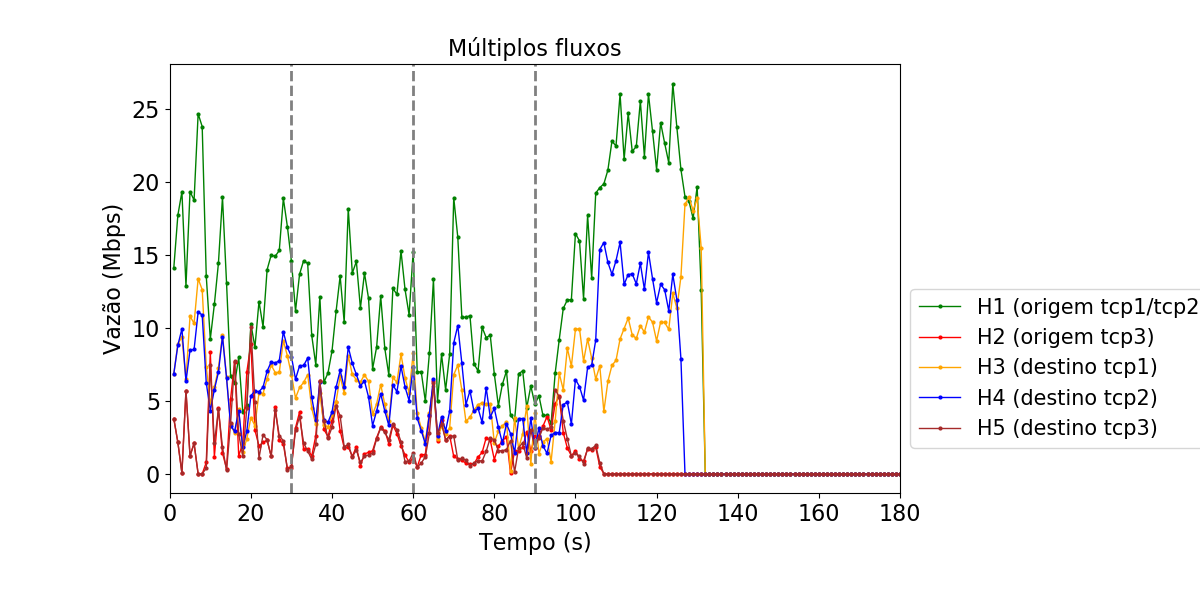 Múltiplos fluxos
Vazão (Mbps)
25
20
15
10
5
0
0 20 40 60 80 100 120 140 160 180
Tempo (s)
H1 (origem tcp1/tcp2
H2 (origem tcp3)
H3 (destino tcp1)
H4 (destino tcp2)
H5 (destino tcp3)